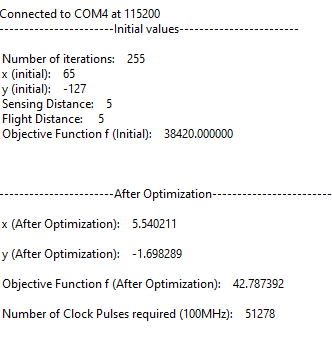 Connected to COM4 at 115200
-----------------------Initial values------------------------
Number of iterations: 255
x (initial): 65
y (initial): -127
Sensing Distance: 5
Flight Distance: 5
Objective Function f (Initial): 38420.000000
-----------------------After Optimization------------------------
x (After Optimization): 5.540211
y (After Optimization): -1.698289
Objective Function f (After Optimization): 42.787392
Number of Clock Pulses required (100MHz): 51278